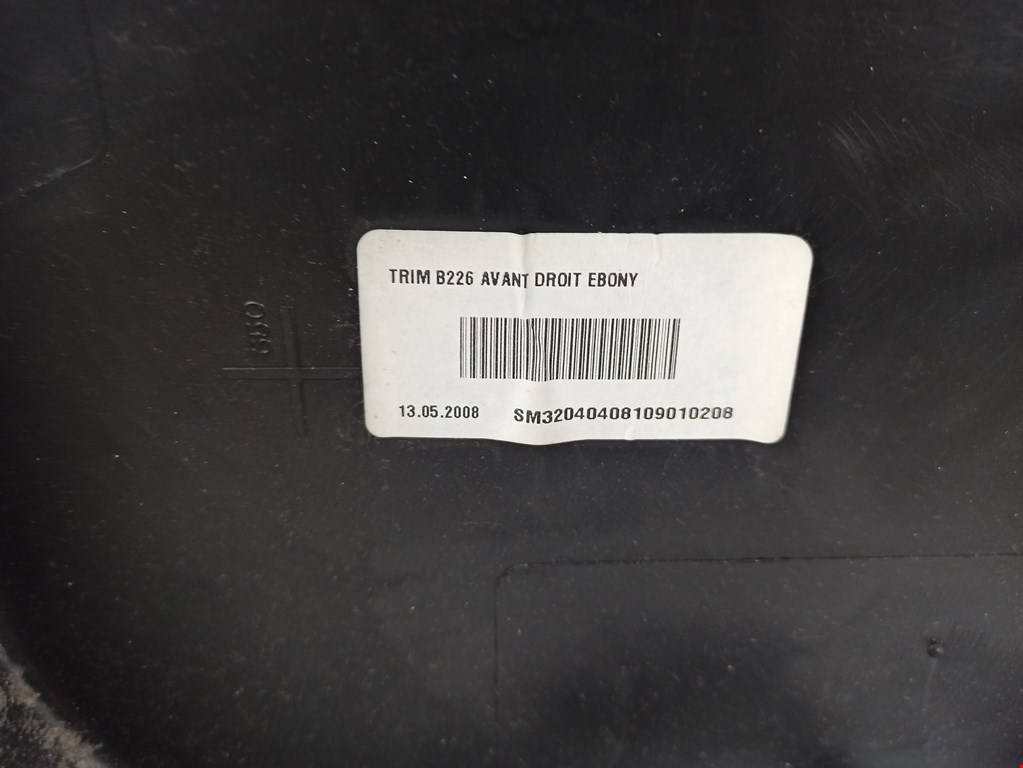 TRIM B226 AVANT DROIT EBONY
13.05.2008 SM32040408109010208